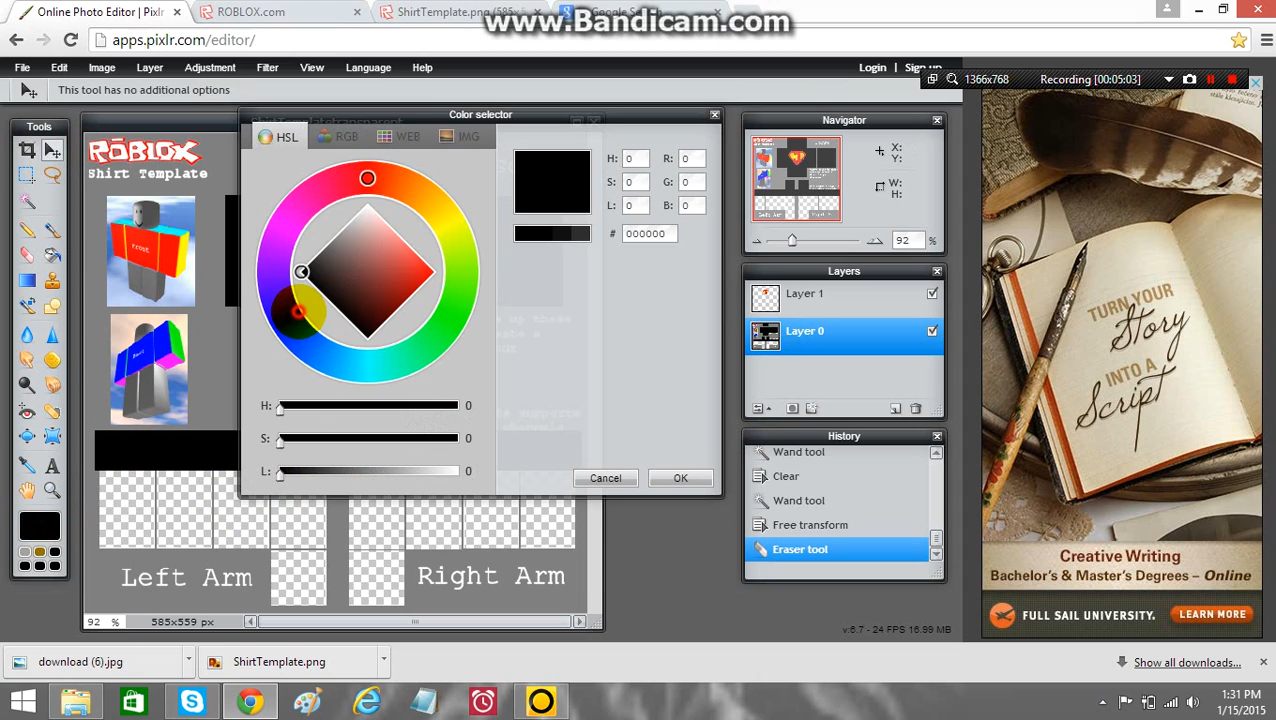 Online Photo Editor | Pixlr
ROBLOX.com
ShirtTemplate.png (585x5
Google Search
www.Bandicam.com
apps.pixlr.com/editor/
File Edit Image Layer Adjustment Filter View Language Help
Login Sign up
1366x768 Recording [00:05:03]
This tool has no additional options
Tools
ROBLOX
Shirt Template
FRONT
ShirtTemplatetransparent
Color selector
HSL RGB WEB IMG
H: 0 R: 0
S: 0 G: 0
L: 0 B: 0
# 000000
H: 0
S: 0
L: 0
Cancel OK
Left Arm
Right Arm
92 % 585x559 px
Navigator
X:
Y:
W:
H:
92 %
Layers
Layer 1
Layer 0
History
Wand tool
Clear
Wand tool
Free transform
Eraser tool
v:6.7 - 24 FPS 16.99 MB
TURN YOUR
Story
INTO A
Script
Creative Writing
Bachelor's & Master's Degrees – Online
FULL SAIL UNIVERSITY.
LEARN MORE
download (6).jpg
ShirtTemplate.png
Show all downloads...
1:31 PM
1/15/2015